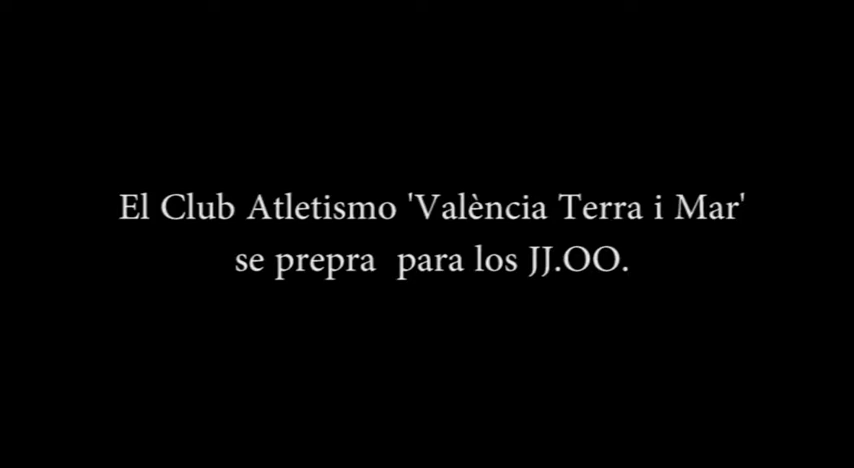 El Club Atletismo 'València Terra i Mar'
se prepra para los JJ.OO.